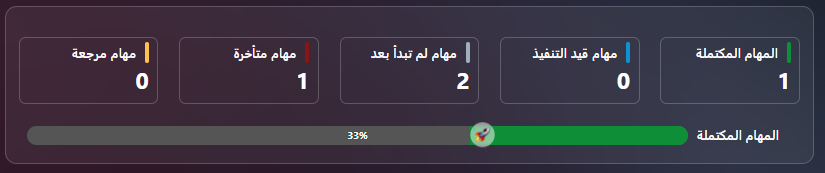 المهام المكتملة
1
مهام قيد التنفيذ
0
مهام لم تبدأ بعد
2
مهام متأخرة
1
مهام مرجعة
0
المهام المكتملة
33%